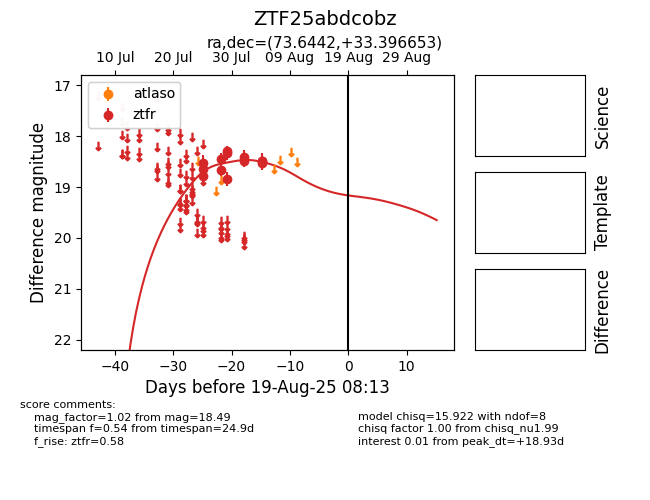 ZTF25abdcobz
ra,dec=(73.6442,+33.396653)
10 Jul 20 Jul 30 Jul 09 Aug 19 Aug 29 Aug
atlaso
ztfr
17
18
19
20
21
22
Difference magnitude
−40 −30 −20 −10 0 10
Days before 19-Aug-25 08:13
Science
Template
Difference
score comments:
mag_factor=1.02 from mag=18.49
timespan f=0.54 from timespan=24.9d
f_rise: ztfr=0.58
model chisq=15.922 with ndof=8
chisq factor 1.00 from chisq_nu1.99
interest 0.01 from peak_dt=+18.93d